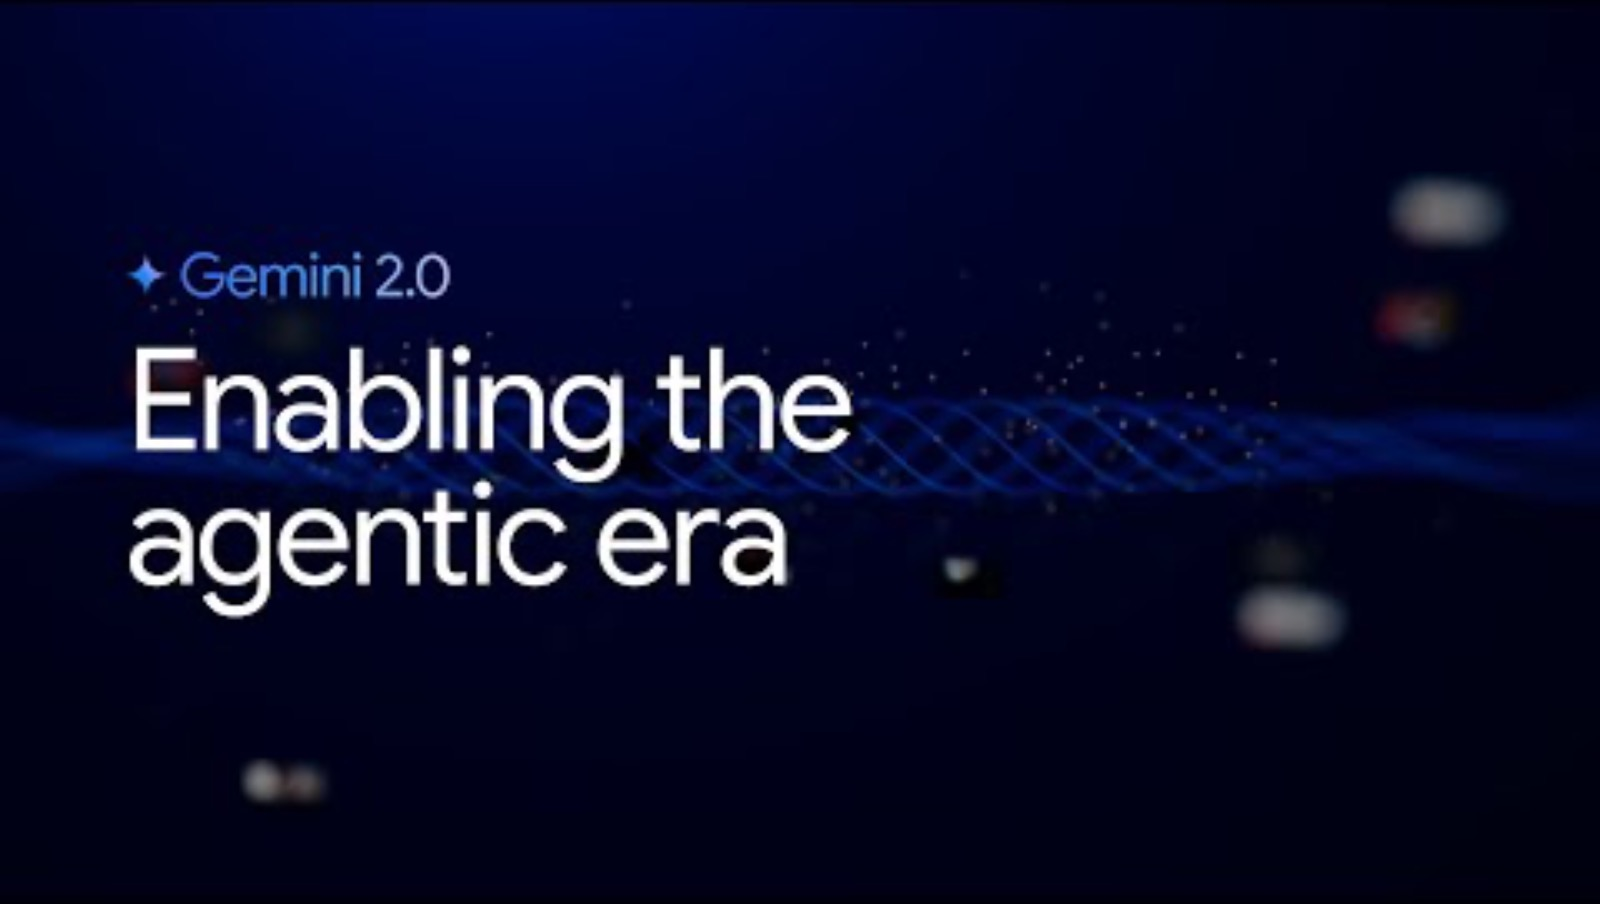 Gemini 2.0
Enabling the
agentic era